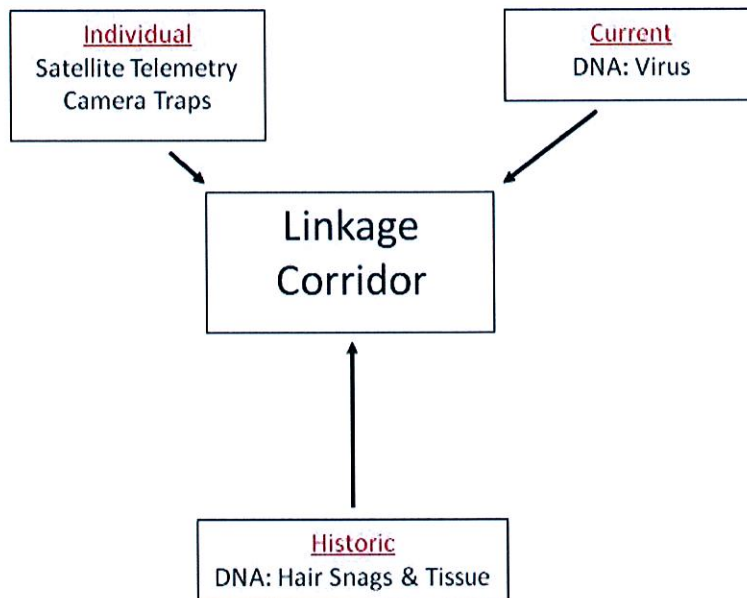 Individual
Satellite Telemetry
Camera Traps
Current
DNA: Virus
Linkage
Corridor
Historic
DNA: Hair Snags & Tissue